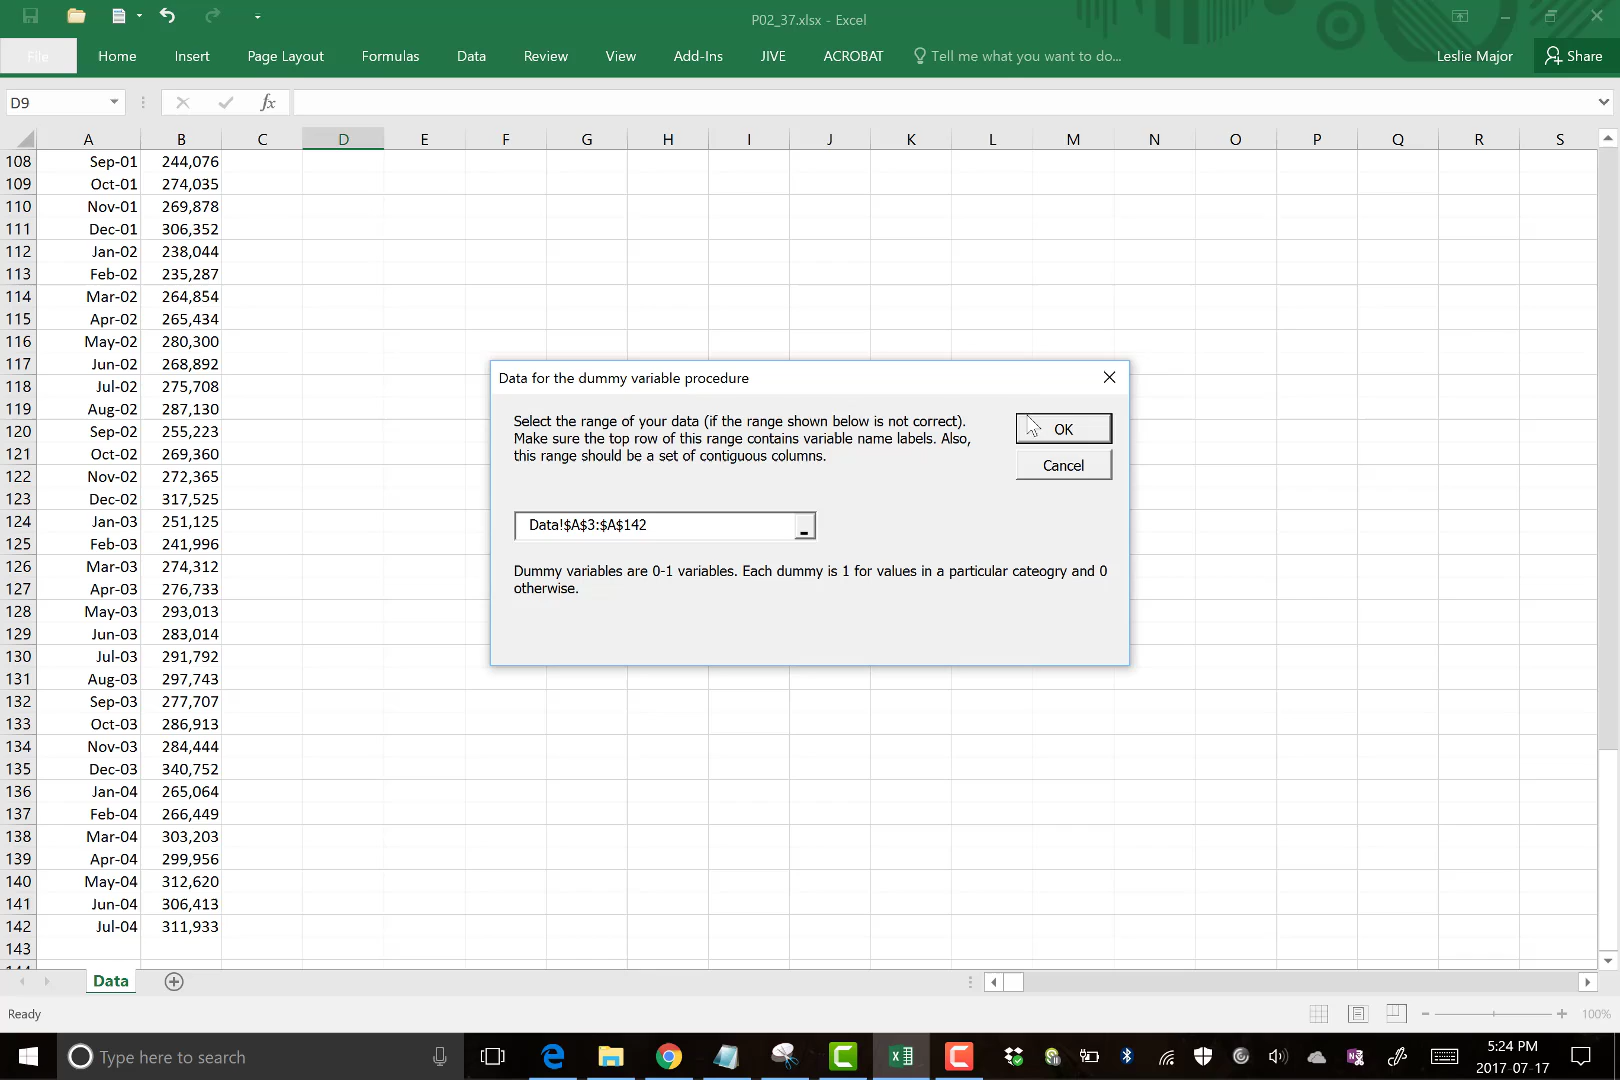 P02_37.xlsx - Excel
File Home Insert Page Layout Formulas Data Review View Add-Ins JIVE ACROBAT Tell me what you want to do... Leslie Major Share
D9 fx
A B C D E F G H I J K L M N O P Q R S
108 Sep-01 244,076
109 Oct-01 274,035
110 Nov-01 269,878
111 Dec-01 306,352
112 Jan-02 238,044
113 Feb-02 235,287
114 Mar-02 264,854
115 Apr-02 265,434
116 May-02 280,300
117 Jun-02 268,892
118 Jul-02 275,708
119 Aug-02 287,130
120 Sep-02 255,223
121 Oct-02 269,360
122 Nov-02 272,365
123 Dec-02 317,525
124 Jan-03 251,125
125 Feb-03 241,996
126 Mar-03 274,312
127 Apr-03 276,733
128 May-03 293,013
129 Jun-03 283,014
130 Jul-03 291,792
131 Aug-03 297,743
132 Sep-03 277,707
133 Oct-03 286,913
134 Nov-03 284,444
135 Dec-03 340,752
136 Jan-04 265,064
137 Feb-04 266,449
138 Mar-04 303,203
139 Apr-04 299,956
140 May-04 312,620
141 Jun-04 306,413
142 Jul-04 311,933
143
144
Data for the dummy variable procedure
Select the range of your data (if the range shown below is not correct).
Make sure the top row of this range contains variable name labels. Also,
this range should be a set of contiguous columns.
OK
Cancel
Data!$A$3:$A$142
Dummy variables are 0-1 variables. Each dummy is 1 for values in a particular cateogry and 0
otherwise.
Data
Ready
100%
Type here to search
5:24 PM
2017-07-17